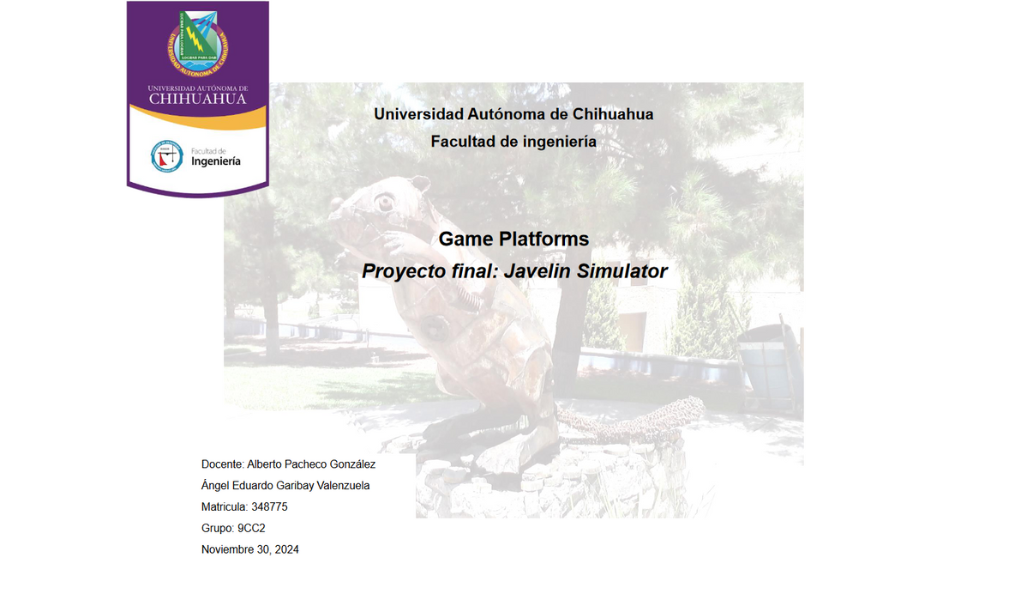 UNIVERSIDAD AUTÓNOMA DE
CHIHUAHUA
Facultad de
Ingeniería
Universidad Autónoma de Chihuahua
Facultad de ingeniería
Game Platforms
Proyecto final: Javelin Simulator
Docente: Alberto Pacheco González
Ángel Eduardo Garibay Valenzuela
Matricula: 348775
Grupo: 9CC2
Noviembre 30, 2024